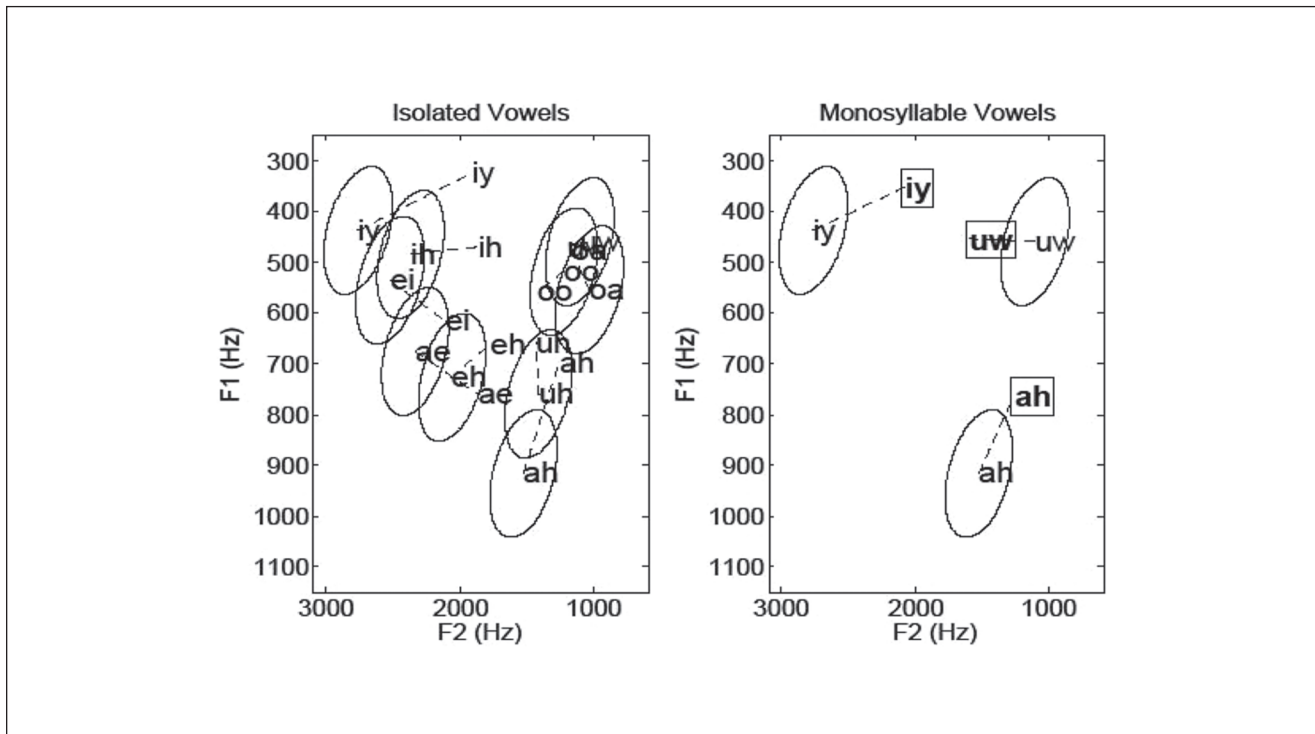 Isolated Vowels
300
400
500
600
700
800
900
1000
1100
F1 (Hz)
iy
iy
ih
ih
ei
ei
ae
eh
eh
ae
uw
oa
oo
oo
oa
uh
ah
uh
ah
3000
2000
1000
F2 (Hz)
Monosyllable Vowels
300
400
500
600
700
800
900
1000
1100
F1 (Hz)
iy
iy
uw
uw
ah
ah
3000
2000
1000
F2 (Hz)